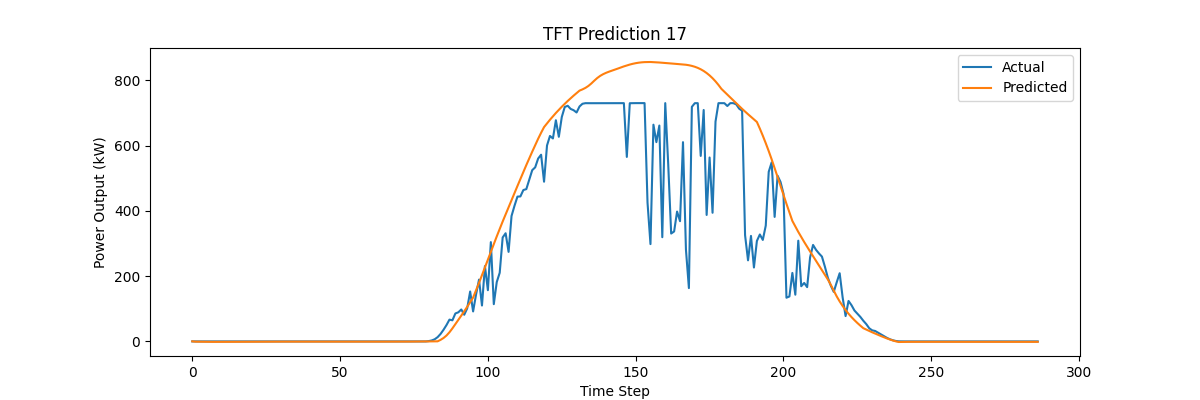 TFT Prediction 17
Actual
Predicted
Power Output (kW)
800
600
400
200
0
0 50 100 150 200 250 300
Time Step